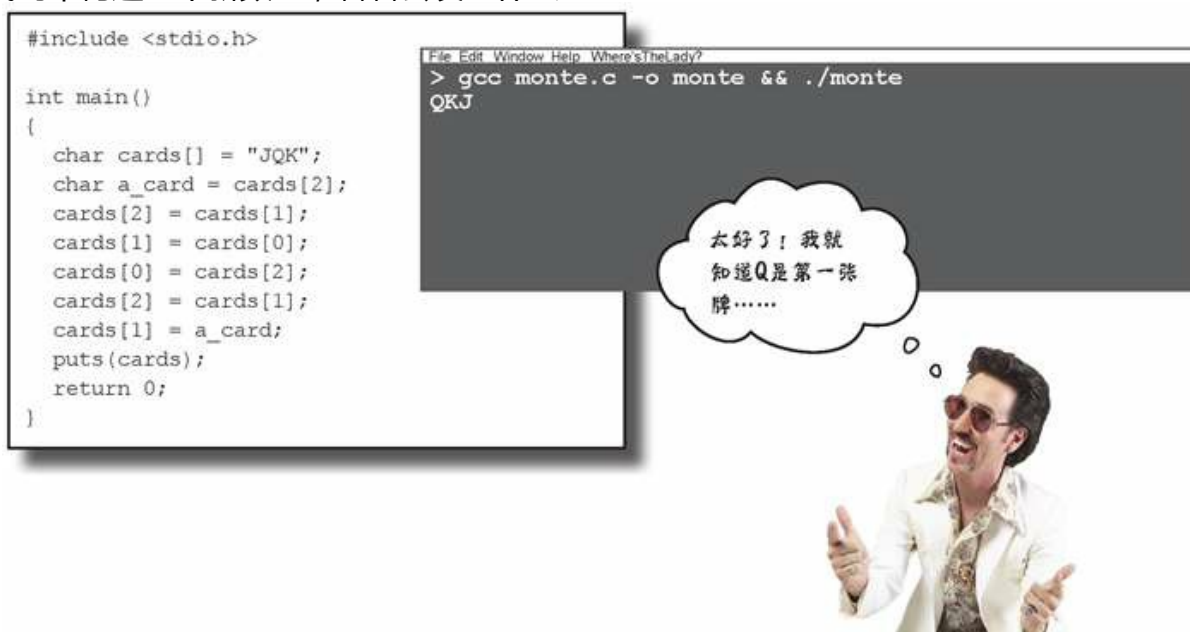 #include <stdio.h>
int main()
{
char cards[] = "JQK";
char a_card = cards[2];
cards[2] = cards[1];
cards[1] = cards[0];
cards[0] = cards[2];
cards[2] = cards[1];
cards[1] = a_card;
puts(cards);
return 0;
}
File Edit Window Help Where'sTheLady?
> gcc monte.c -o monte && ./monte
QKJ
太好了！我就
知道Q是第一张
牌……